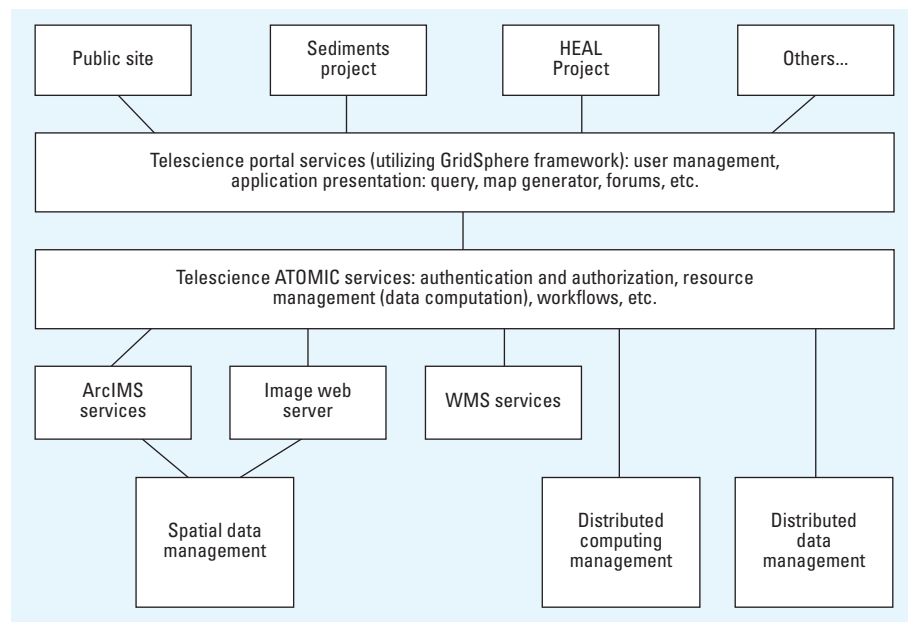 Public site
Sediments
project
HEAL
Project
Others...
Telescience portal services (utilizing GridSphere framework): user management,
application presentation: query, map generator, forums, etc.
Telescience ATOMIC services: authentication and authorization, resource
management (data computation), workflows, etc.
ArcIMS
services
Image web
server
WMS services
Spatial data
management
Distributed
computing
management
Distributed
data
management